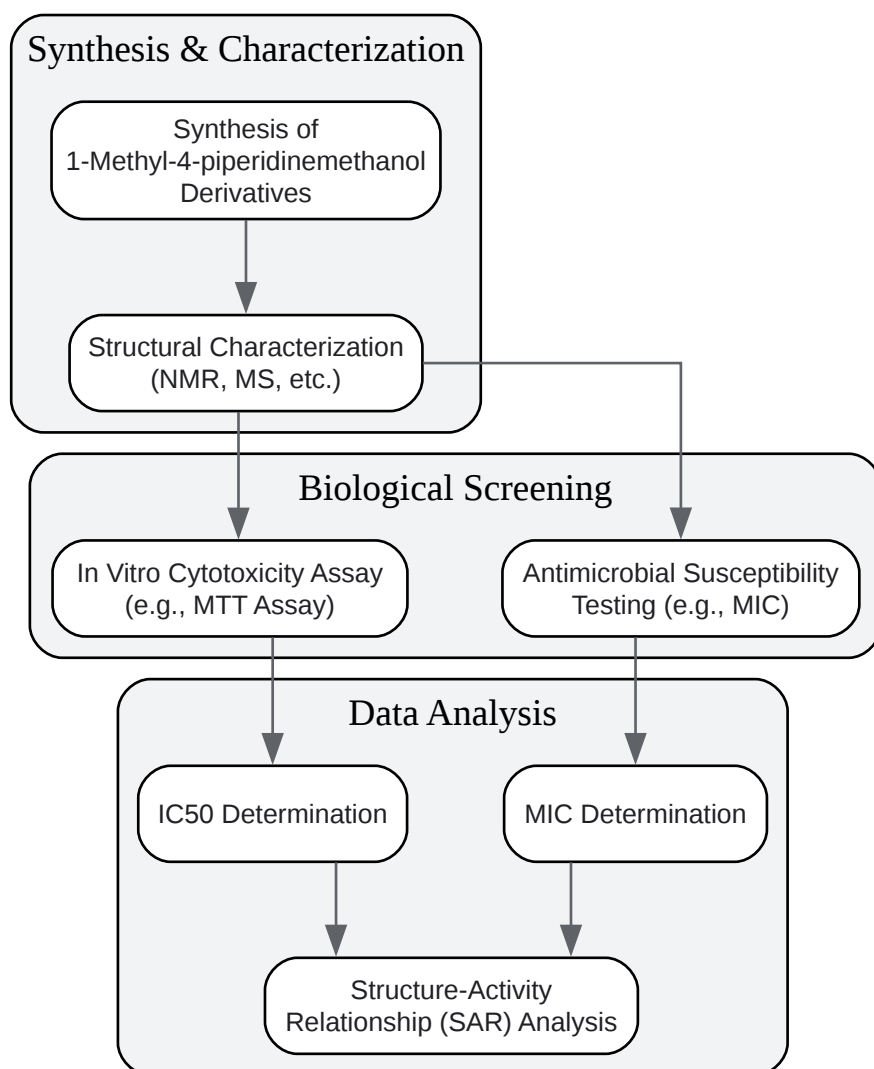 Synthesis & Characterization
Synthesis of
1-Methyl-4-piperidinemethanol
Derivatives
Structural Characterization
(NMR, MS, etc.)
Biological Screening
In Vitro Cytotoxicity Assay
(e.g., MTT Assay)
Antimicrobial Susceptibility
Testing (e.g., MIC)
Data Analysis
IC50 Determination
MIC Determination
Structure-Activity
Relationship (SAR) Analysis